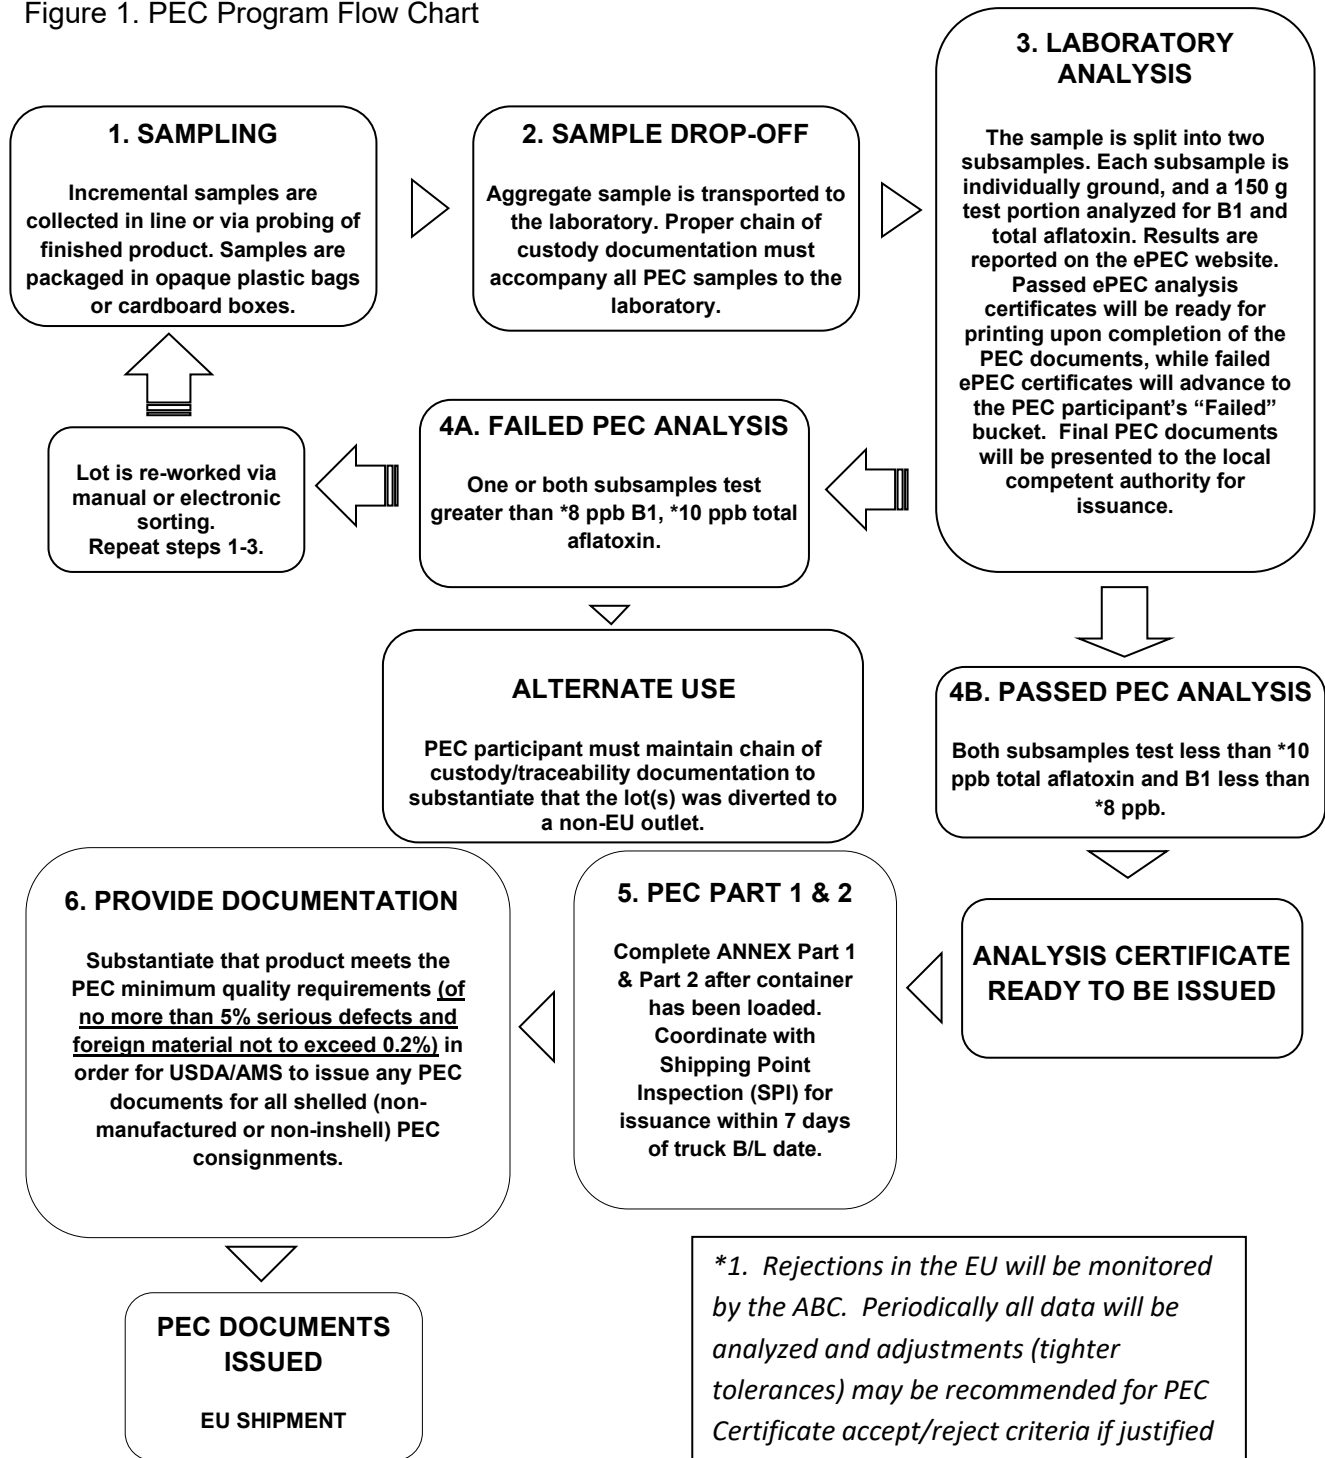 Figure 1. PEC Program Flow Chart
1. SAMPLING
Incremental samples are
collected in line or via probing of
finished product. Samples are
packaged in opaque plastic bags
or cardboard boxes.
2. SAMPLE DROP-OFF
Aggregate sample is transported to
the laboratory. Proper chain of
custody documentation must
accompany all PEC samples to the
laboratory.
3. LABORATORY
ANALYSIS
The sample is split into two
subsamples. Each subsample is
individually ground, and a 150 g
test portion analyzed for B1 and
total aflatoxin. Results are
reported on the ePEC website.
Passed ePEC analysis
certificates will be ready for
printing upon completion of the
PEC documents, while failed
ePEC certificates will advance to
the PEC participant's “Failed”
bucket.  Final PEC documents
will be presented to the local
competent authority for
issuance.
4A. FAILED PEC ANALYSIS
One or both subsamples test
greater than *8 ppb B1, *10 ppb total
aflatoxin.
Lot is re-worked via
manual or electronic
sorting.
Repeat steps 1-3.
ALTERNATE USE
PEC participant must maintain chain of
custody/traceability documentation to
substantiate that the lot(s) was diverted to
a non-EU outlet.
4B. PASSED PEC ANALYSIS
Both subsamples test less than *10
ppb total aflatoxin and B1 less than
*8 ppb.
ANALYSIS CERTIFICATE
READY TO BE ISSUED
5. PEC PART 1 & 2
Complete ANNEX Part 1
& Part 2 after container
has been loaded.
Coordinate with
Shipping Point
Inspection (SPI) for
issuance within 7 days
of truck B/L date.
6. PROVIDE DOCUMENTATION
Substantiate that product meets the
PEC minimum quality requirements (of
no more than 5% serious defects and
foreign material not to exceed 0.2%) in
order for USDA/AMS to issue any PEC
documents for all shelled (non-
manufactured or non-inshell) PEC
consignments.
PEC DOCUMENTS
ISSUED
EU SHIPMENT
*1.  Rejections in the EU will be monitored
by the ABC.  Periodically all data will be
analyzed and adjustments (tighter
tolerances) may be recommended for PEC
Certificate accept/reject criteria if justified